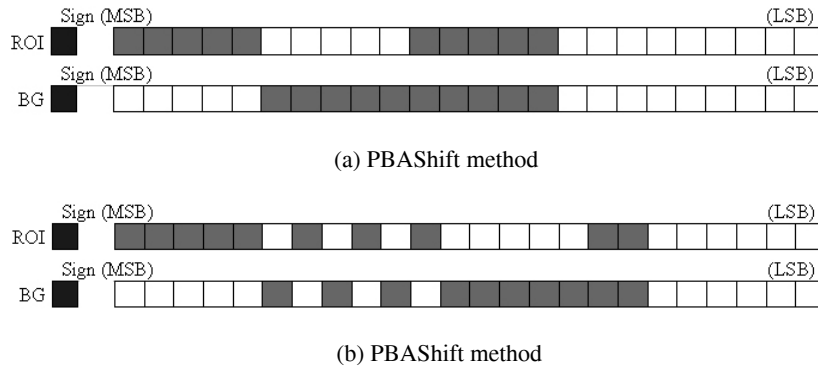 Sign (MSB) (LSB)
ROI
Sign (MSB) (LSB)
BG
(a) PBAShift method
Sign (MSB) (LSB)
ROI
Sign (MSB) (LSB)
BG
(b) PBAShift method